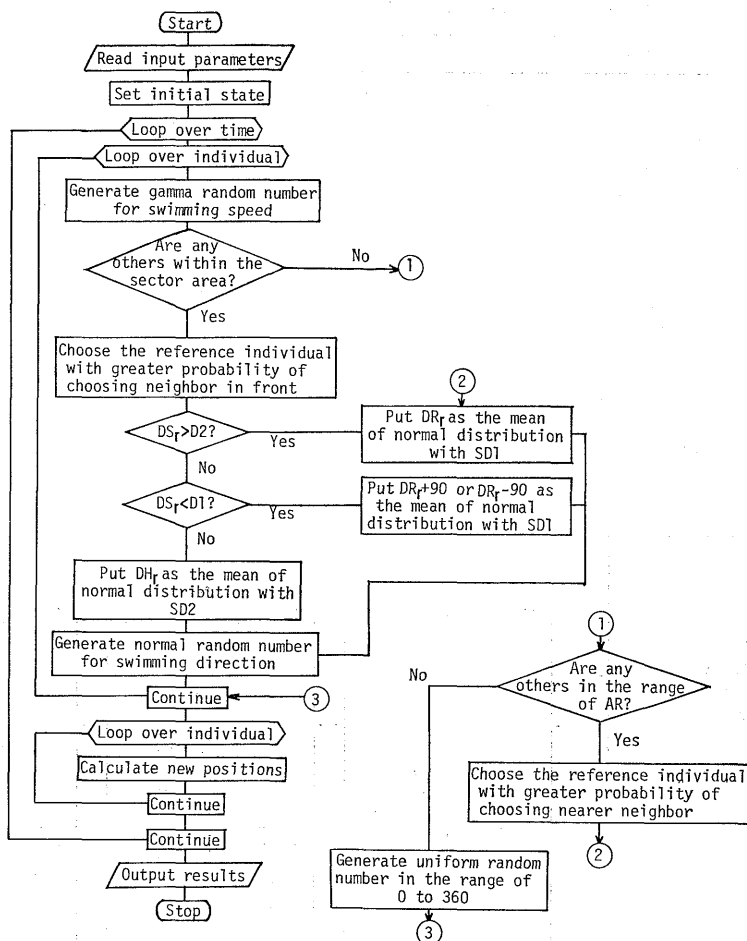 Start
Read input parameters
Set initial state
Loop over time
Loop over individual
Generate gamma random number
for swimming speed
Are any
others within the
sector area?
No
1
Yes
Choose the reference individual
with greater probability of
choosing neighbor in front
2
DSr>D2?
Yes
Put DRr as the mean
of normal distribution
with SD1
No
DSr<D1?
Yes
Put DRr+90 or DRr-90 as
the mean of normal
distribution with SD1
No
Put DHr as the mean of
normal distribution with
SD2
Generate normal random number
for swimming direction
Continue
3
Loop over individual
Calculate new positions
Continue
Continue
Output results
Stop
1
Are any
others in the range
of AR?
No
Yes
Choose the reference individual
with greater probability of
choosing nearer neighbor
2
Generate uniform random
number in the range of
0 to 360
3